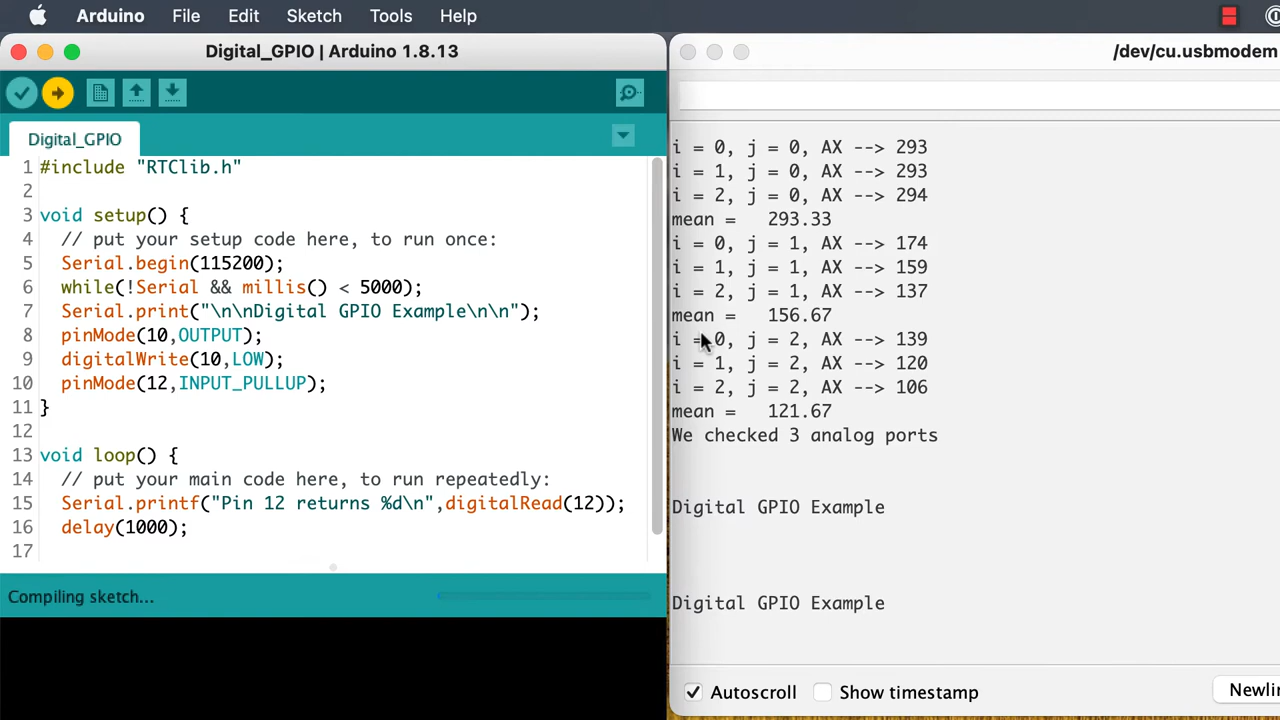 Arduino File Edit Sketch Tools Help
Digital_GPIO | Arduino 1.8.13
Digital_GPIO
1 #include "RTClib.h"
2
3 void setup() {
4 // put your setup code here, to run once:
5 Serial.begin(115200);
6 while(!Serial && millis() < 5000);
7 Serial.print("\n\nDigital GPIO Example\n\n");
8 pinMode(10,OUTPUT);
9 digitalWrite(10,LOW);
10 pinMode(12,INPUT_PULLUP);
11 }
12
13 void loop() {
14 // put your main code here, to run repeatedly:
15 Serial.printf("Pin 12 returns %d\n",digitalRead(12));
16 delay(1000);
17
Compiling sketch...
/dev/cu.usbmodem
i = 0, j = 0, AX --> 293
i = 1, j = 0, AX --> 293
i = 2, j = 0, AX --> 294
mean = 293.33
i = 0, j = 1, AX --> 174
i = 1, j = 1, AX --> 159
i = 2, j = 1, AX --> 137
mean = 156.67
i = 0, j = 2, AX --> 139
i = 1, j = 2, AX --> 120
i = 2, j = 2, AX --> 106
mean = 121.67
We checked 3 analog ports
Digital GPIO Example
Digital GPIO Example
Autoscroll Show timestamp Newlin